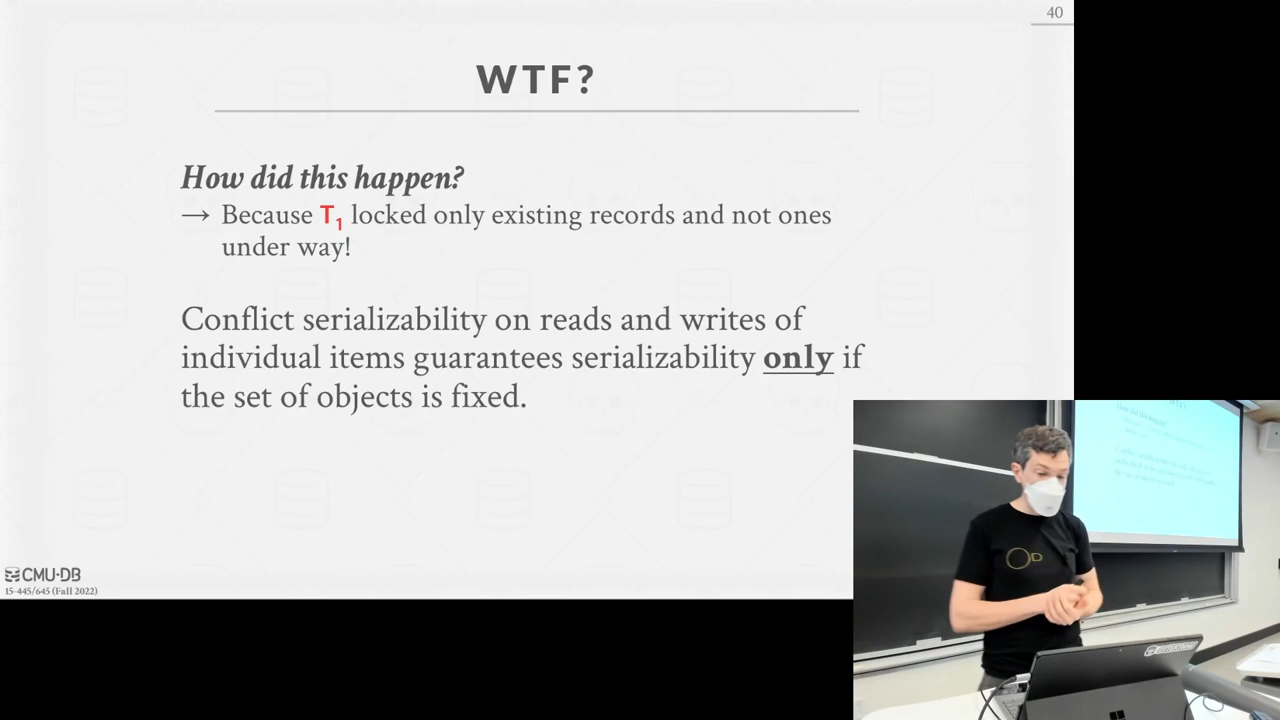 40
WTF?
How did this happen?
→ Because T1 locked only existing records and not ones
under way!
Conflict serializability on reads and writes of
individual items guarantees serializability only if
the set of objects is fixed.
CMU·DB
15-445/645 (Fall 2022)